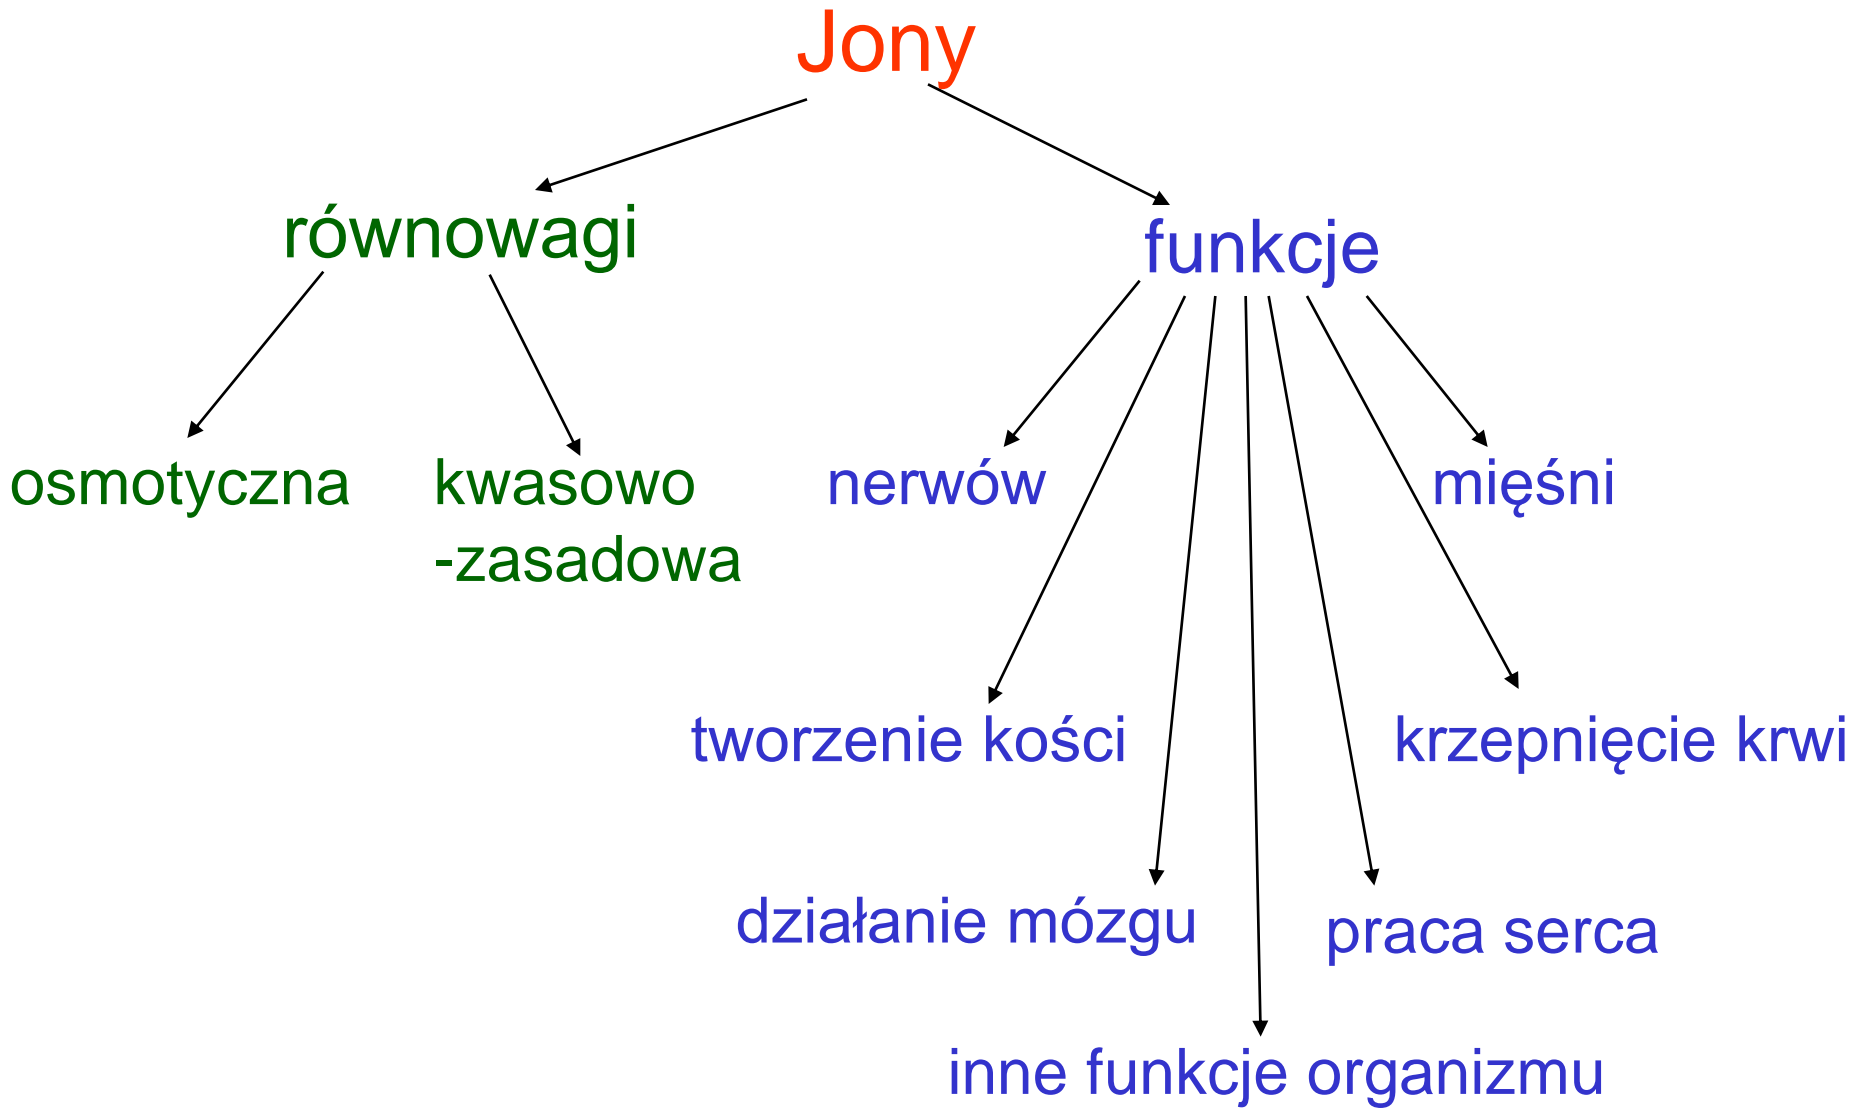 Jony
równowagi
funkcje
osmotyczna
kwasowo
-zasadowa
nerwów
mięśni
tworzenie kości
krzepnięcie krwi
działanie mózgu
praca serca
inne funkcje organizmu